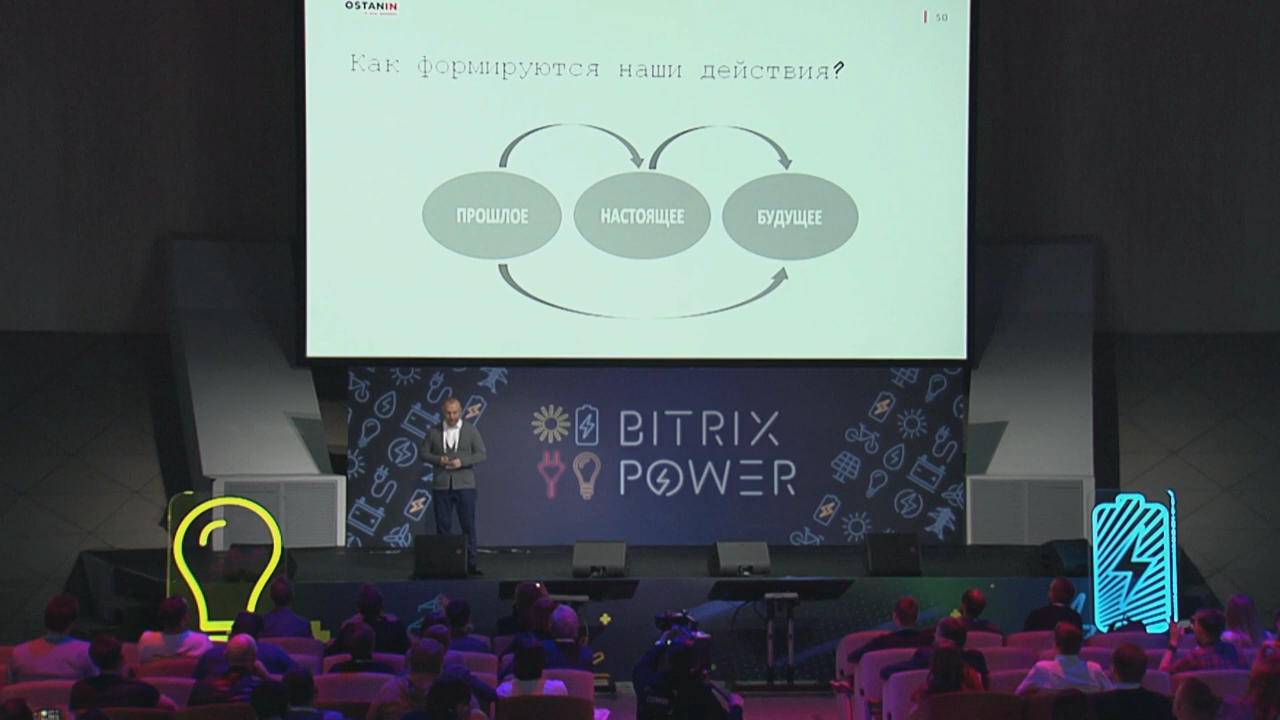 OSTANIN
50
Как формируются наши действия?
ПРОШЛОЕ
НАСТОЯЩЕЕ
БУДУЩЕЕ
BITRIX
POWER